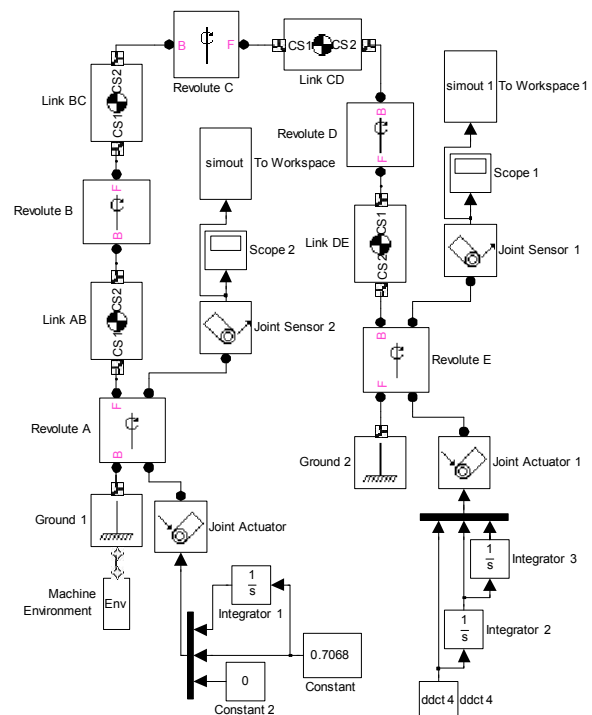 B
F
Revolute C
CS1
CS2
Link CD
Link BC
CS2
CS1
Revolute D
B
F
simout 1
To Workspace 1
simout
To Workspace
Scope 1
Revolute B
F
B
Link DE
CS1
CS2
Scope 2
Joint Sensor 1
Link AB
CS2
CS1
Joint Sensor 2
Revolute E
B
F
Revolute A
F
B
Ground 2
Joint Actuator 1
Ground 1
Joint Actuator
1
s
Integrator 3
Machine
Environment
Env
1
s
Integrator 1
1
s
Integrator 2
0.7068
Constant
0
Constant 2
ddct 4
ddct 4